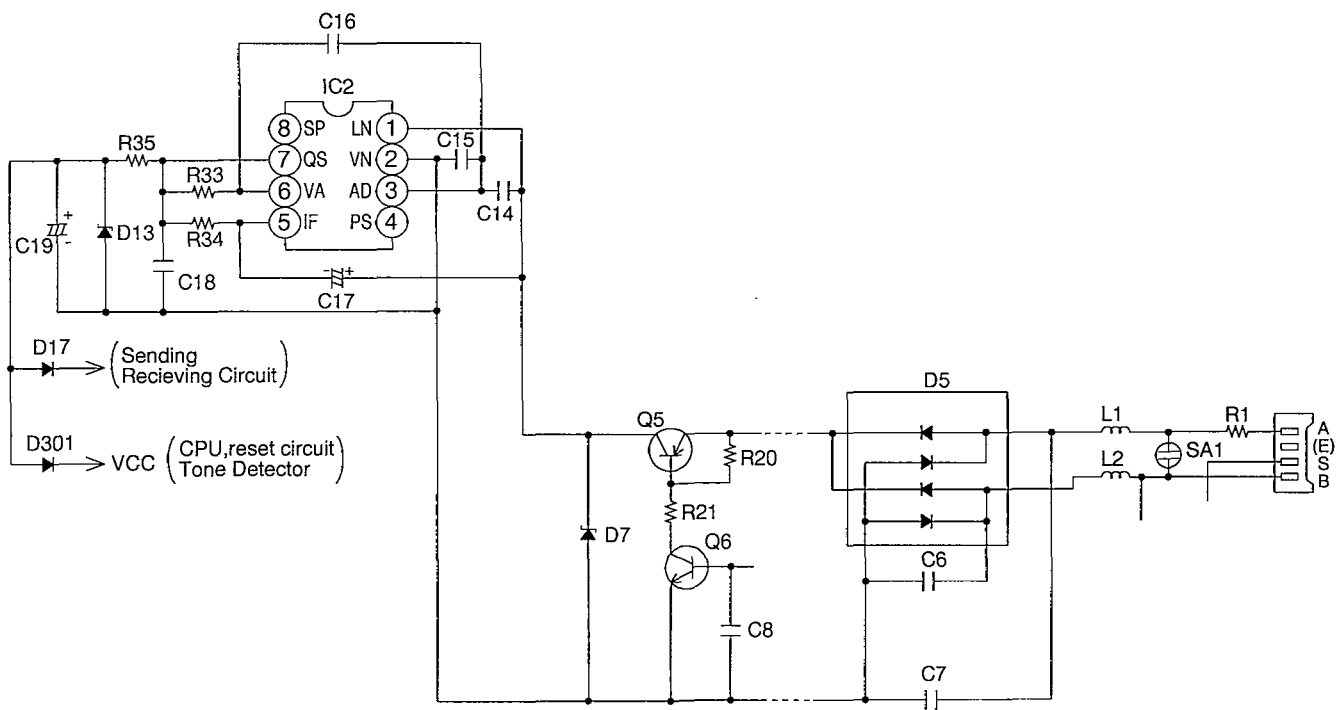 C16
IC2
8 SP LN 1
7 QS VN 2
6 VA AD 3
5 IF PS 4
R35
R33
R34
C15
C14
C19
+
-
D13
C18
- +
C17
D17
(Sending
Recieving Circuit)
D301
VCC (CPU,reset circuit
Tone Detector)
Q5
R20
R21
D7
Q6
C8
D5
C6
C7
L1
L2
R1
SA1
A
(E)
S
B